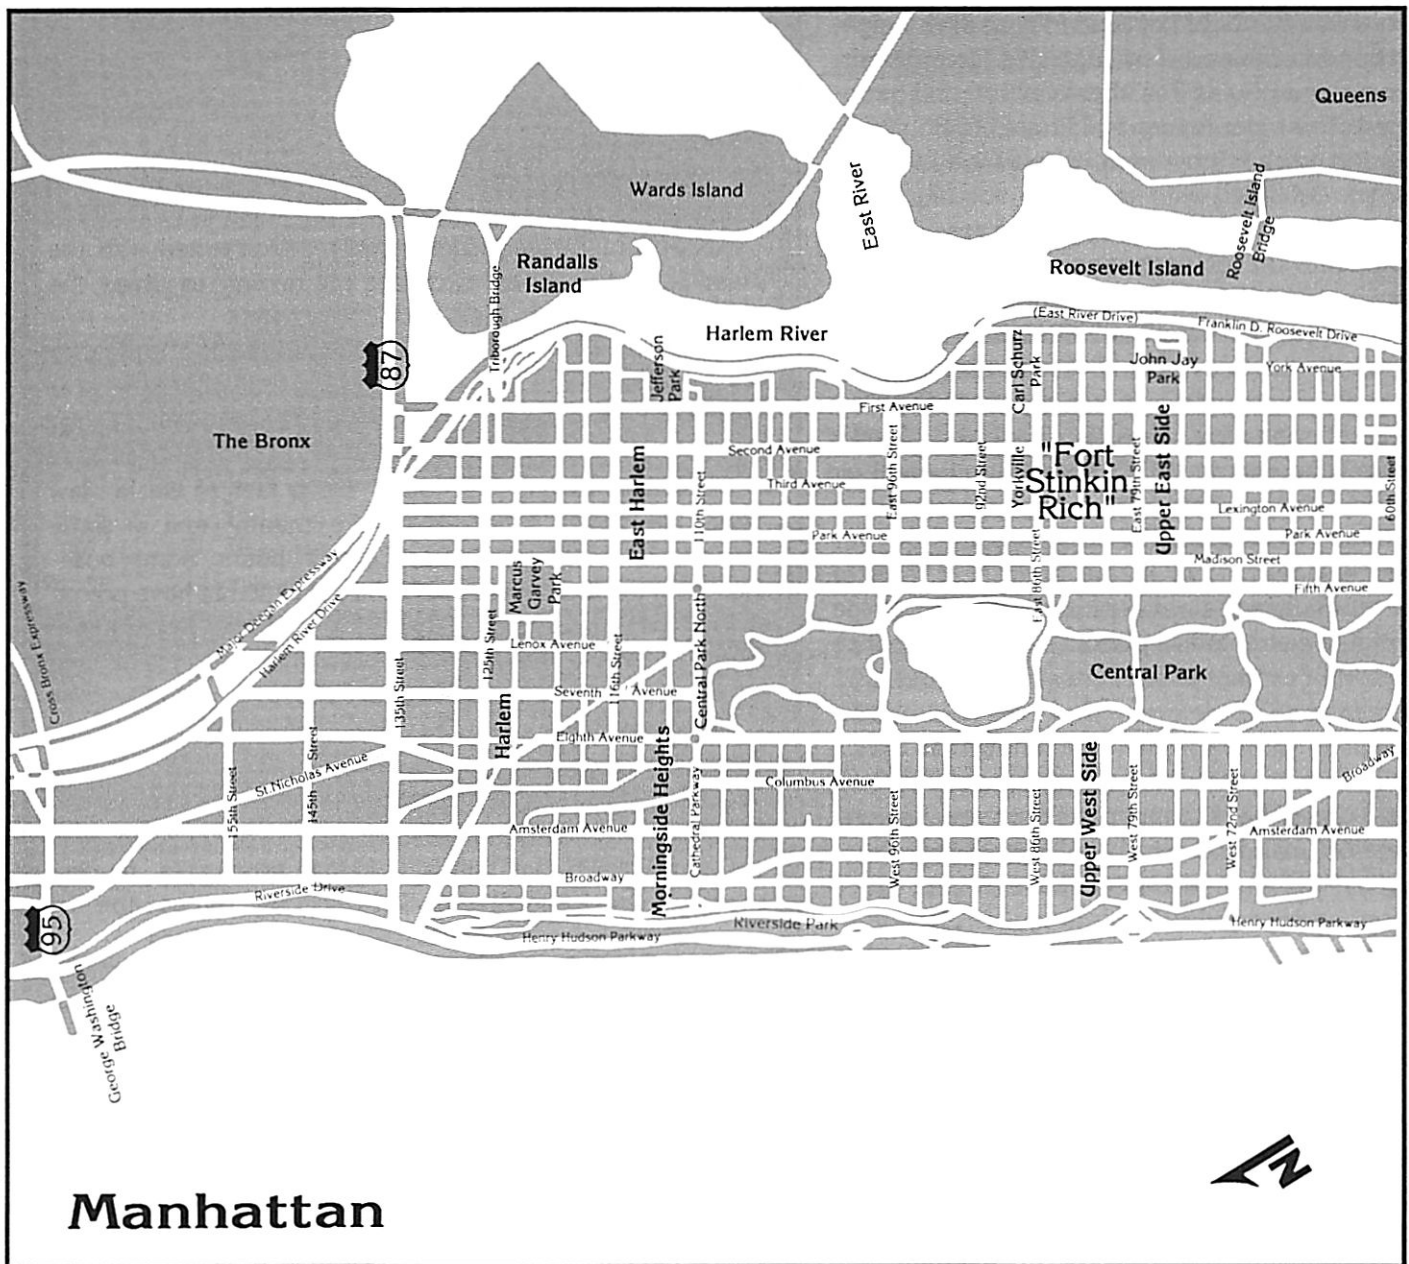 Queens
Wards Island
East River
Roosevelt Island
Bridge
Randalls
Island
Roosevelt Island
Triborough Bridge
(East River Drive)
Franklin D. Roosevelt Drive
Harlem River
87
Jefferson
Park
Carl Schurz
Park
John Jay
Park
York Avenue
First Avenue
The Bronx
Second Avenue
"Fort
Stinkin
Rich"
East Harlem
110th Street
Third Avenue
East 96th Street
92nd Street
Yorkville
East 79th Street
Upper East Side
Lexington Avenue
60th Street
Park Avenue
Park Avenue
Madison Street
Major Deegan Expressway
Marcus
Garvey
Park
East 86th Street
Fifth Avenue
Cross Bronx Expressway
Harlem River Drive
125th Street
Lenox Avenue
116th Street
Central Park North
Central Park
135th Street
Seventh Avenue
Harlem
Eighth Avenue
Morningside Heights
St. Nicholas Avenue
155th Street
145th Street
Columbus Avenue
Cathedral Parkway
West 96th Street
West 86th Street
Upper West Side
West 79th Street
West 72nd Street
Broadway
Amsterdam Avenue
Amsterdam Avenue
Broadway
Riverside Drive
Riverside Park
95
Henry Hudson Parkway
Henry Hudson Parkway
George Washington
Bridge
N
Manhattan